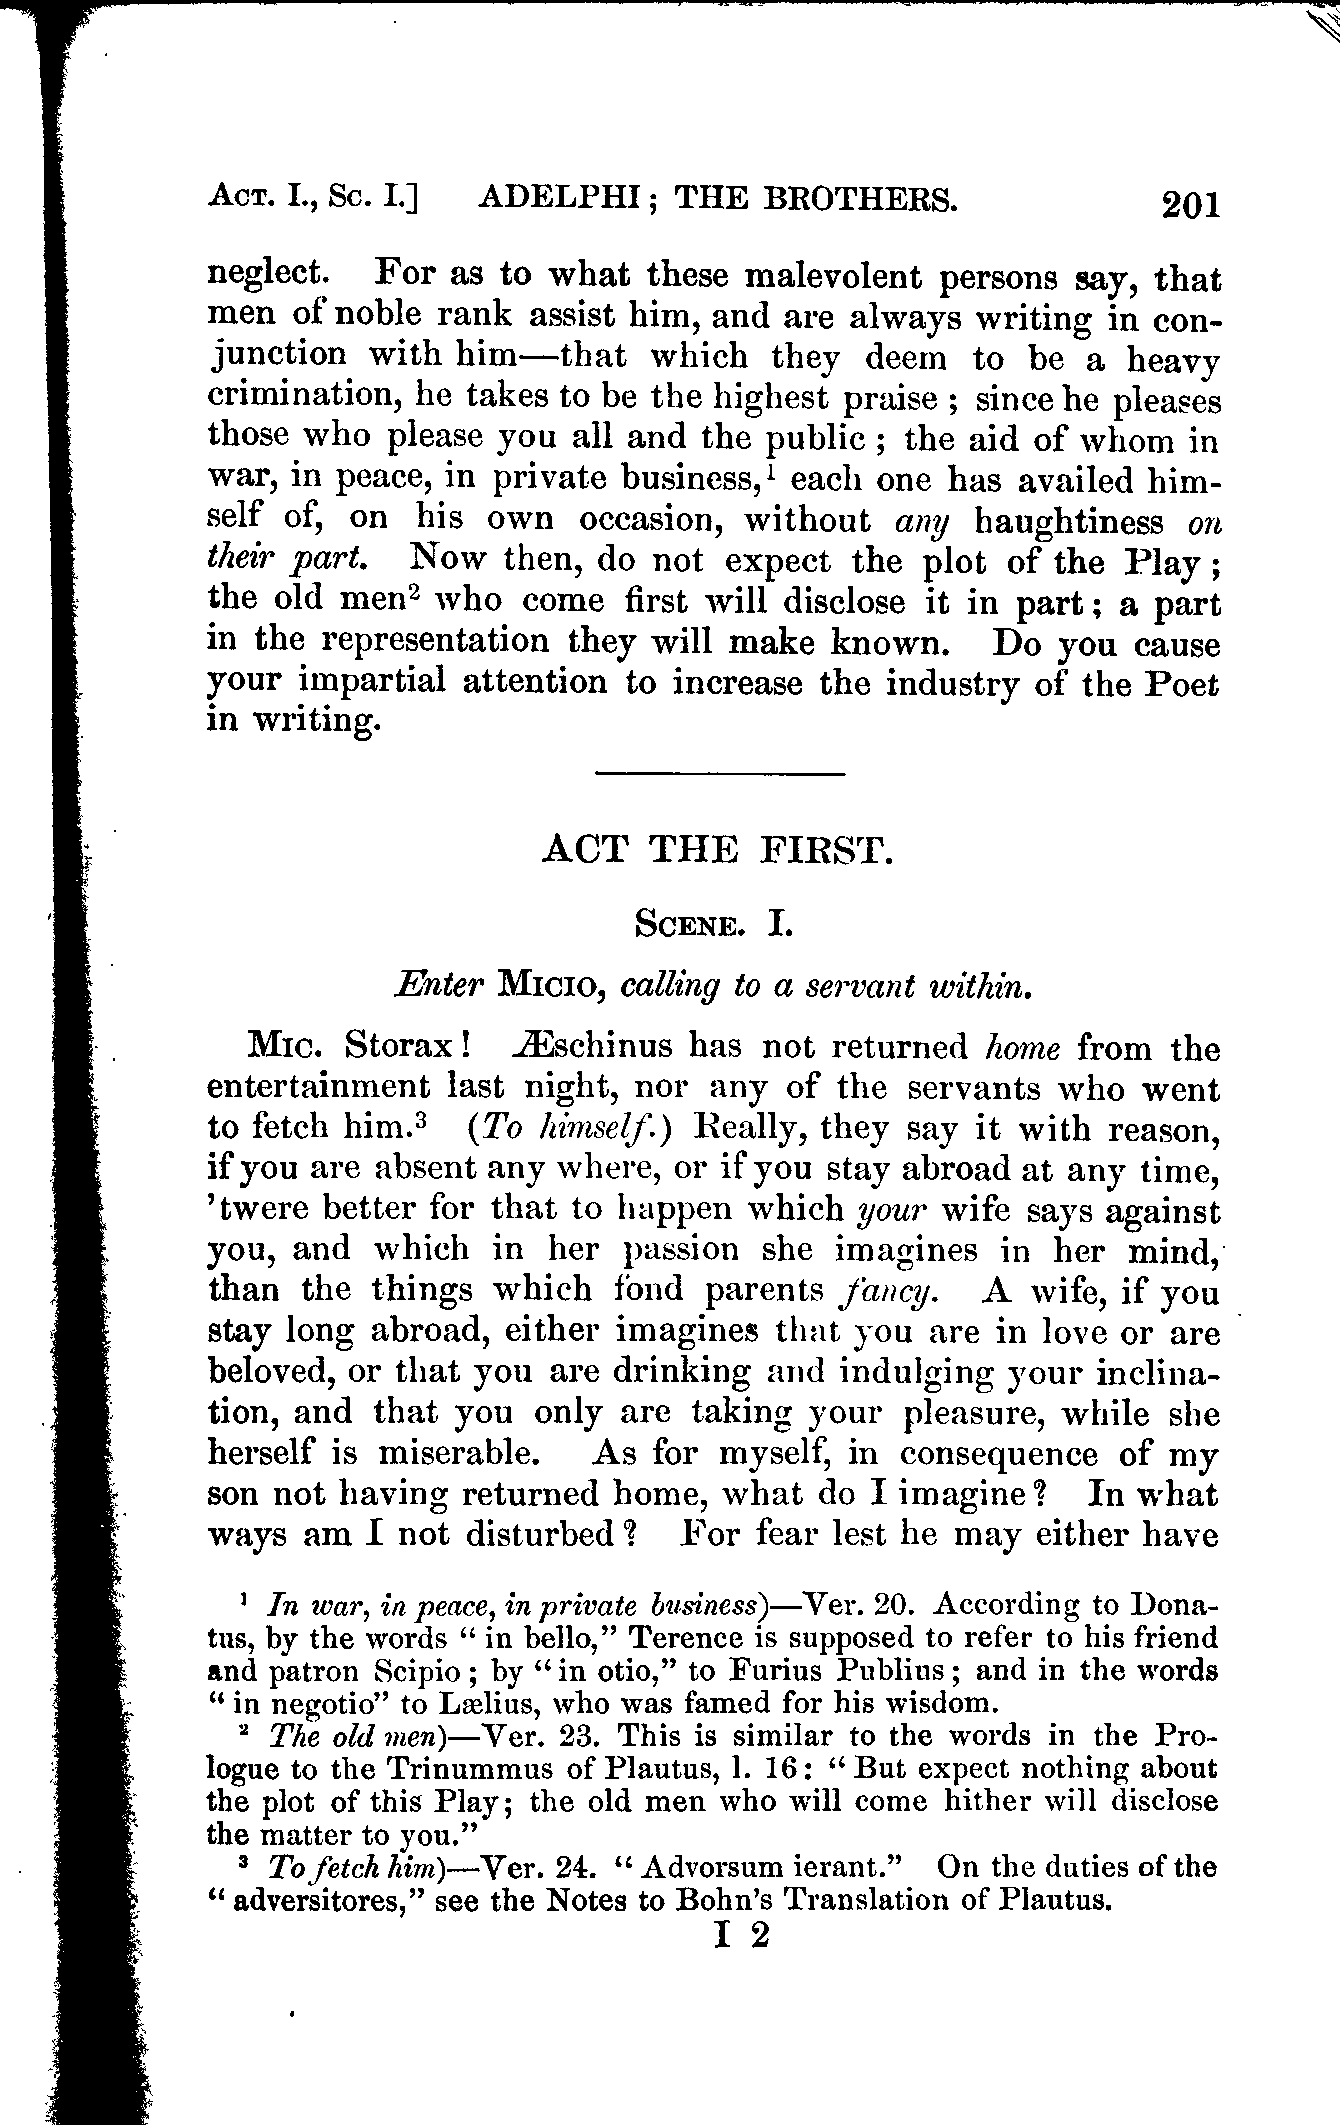 ACT. I., SC. I.] ADELPHI; THE BROTHERS. 201
neglect. For as to what these malevolent persons say, that
men of noble rank assist him, and are always writing in con-
junction with him—that which they deem to be a heavy
crimination, he takes to be the highest praise; since he pleases
those who please you all and the public; the aid of whom in
war, in peace, in private business,¹ each one has availed him-
self of, on his own occasion, without any haughtiness on
their part. Now then, do not expect the plot of the Play;
the old men² who come first will disclose it in part; a part
in the representation they will make known. Do you cause
your impartial attention to increase the industry of the Poet
in writing.
ACT THE FIRST.
SCENE. I.
Enter MICIO, calling to a servant within.
MIC. Storax! Æschinus has not returned home from the
entertainment last night, nor any of the servants who went
to fetch him.³ (To himself.) Really, they say it with reason,
if you are absent any where, or if you stay abroad at any time,
'twere better for that to happen which your wife says against
you, and which in her passion she imagines in her mind,
than the things which fond parents fancy. A wife, if you
stay long abroad, either imagines that you are in love or are
beloved, or that you are drinking and indulging your inclina-
tion, and that you only are taking your pleasure, while she
herself is miserable. As for myself, in consequence of my
son not having returned home, what do I imagine? In what
ways am I not disturbed? For fear lest he may either have
¹ In war, in peace, in private business)—Ver. 20. According to Dona-
tus, by the words "in bello," Terence is supposed to refer to his friend
and patron Scipio; by "in otio," to Furius Publius; and in the words
"in negotio" to Lælius, who was famed for his wisdom.
² The old men)—Ver. 23. This is similar to the words in the Pro-
logue to the Trinummus of Plautus, l. 16: "But expect nothing about
the plot of this Play; the old men who will come hither will disclose
the matter to you."
³ To fetch him)—Ver. 24. "Advorsum ierant." On the duties of the
"adversitores," see the Notes to Bohn's Translation of Plautus.
I 2